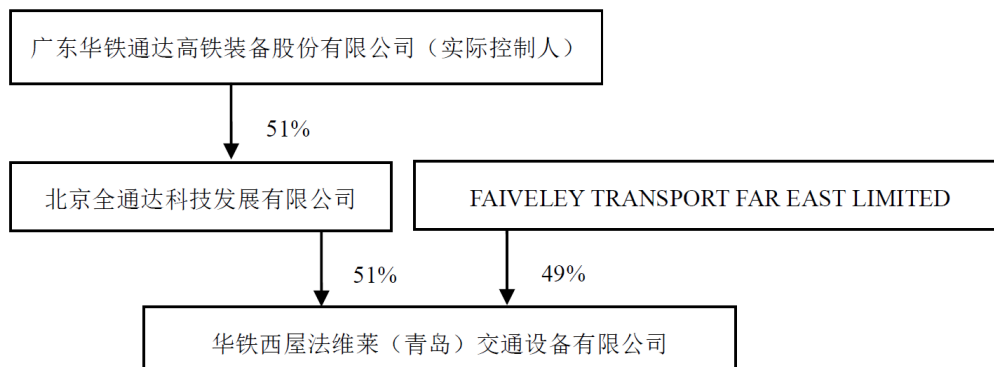 广东华铁通达高铁装备股份有限公司（实际控制人）
51%
北京全通达科技发展有限公司
FAIVELEY TRANSPORT FAR EAST LIMITED
51%
49%
华铁西屋法维莱（青岛）交通设备有限公司